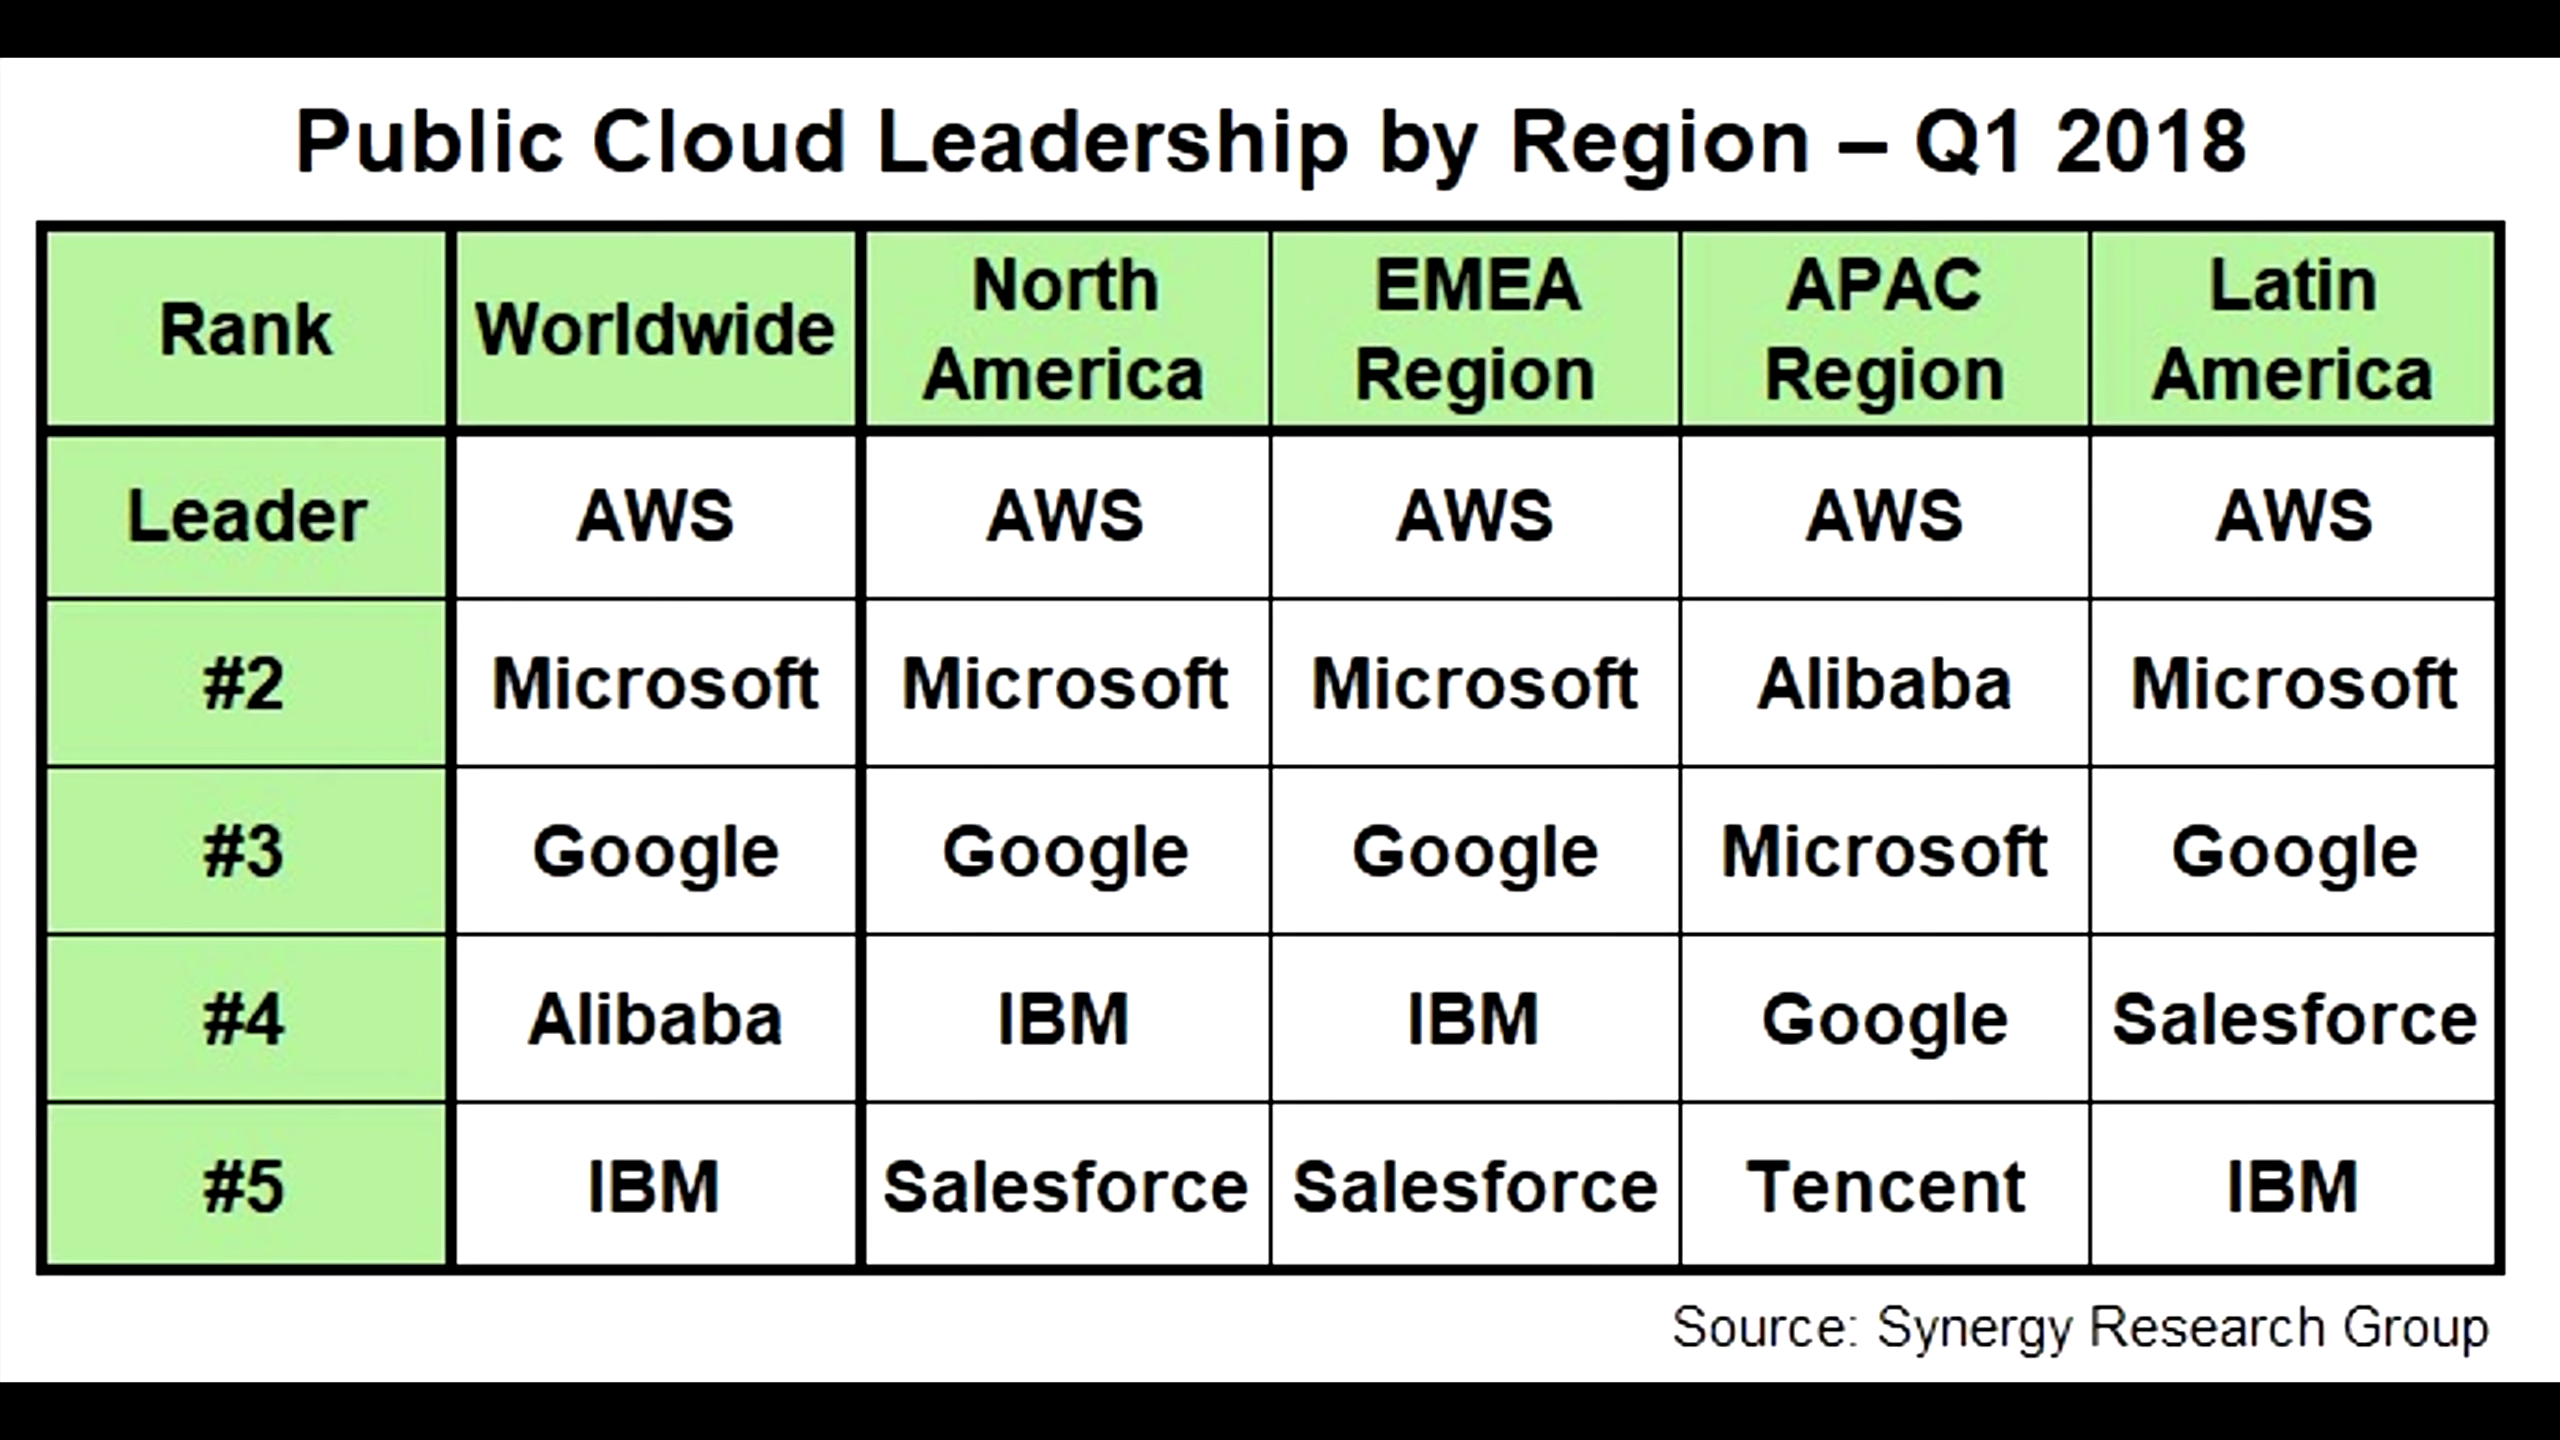 Public Cloud Leadership by Region – Q1 2018
Rank Worldwide North America EMEA Region APAC Region Latin America
Leader AWS AWS AWS AWS AWS
#2 Microsoft Microsoft Microsoft Alibaba Microsoft
#3 Google Google Google Microsoft Google
#4 Alibaba IBM IBM Google Salesforce
#5 IBM Salesforce Salesforce Tencent IBM
Source: Synergy Research Group